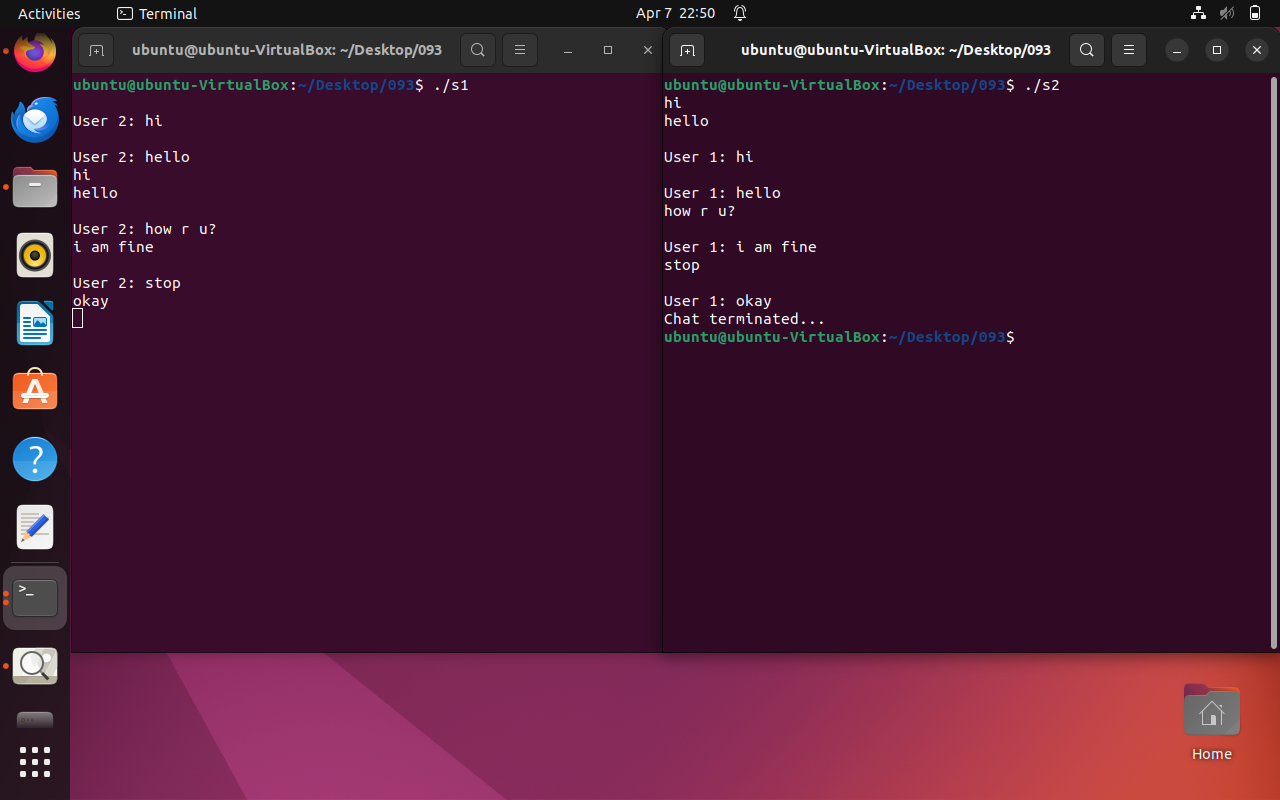 Activities
Terminal
Apr 7 22:50
ubuntu@ubuntu-VirtualBox: ~/Desktop/093
ubuntu@ubuntu-VirtualBox:~/Desktop/093$ ./s1
User 2: hi
User 2: hello
hi
hello
User 2: how r u?
i am fine
User 2: stop
okay
ubuntu@ubuntu-VirtualBox: ~/Desktop/093
ubuntu@ubuntu-VirtualBox:~/Desktop/093$ ./s2
hi
hello
User 1: hi
User 1: hello
how r u?
User 1: i am fine
stop
User 1: okay
Chat terminated...
ubuntu@ubuntu-VirtualBox:~/Desktop/093$
Home